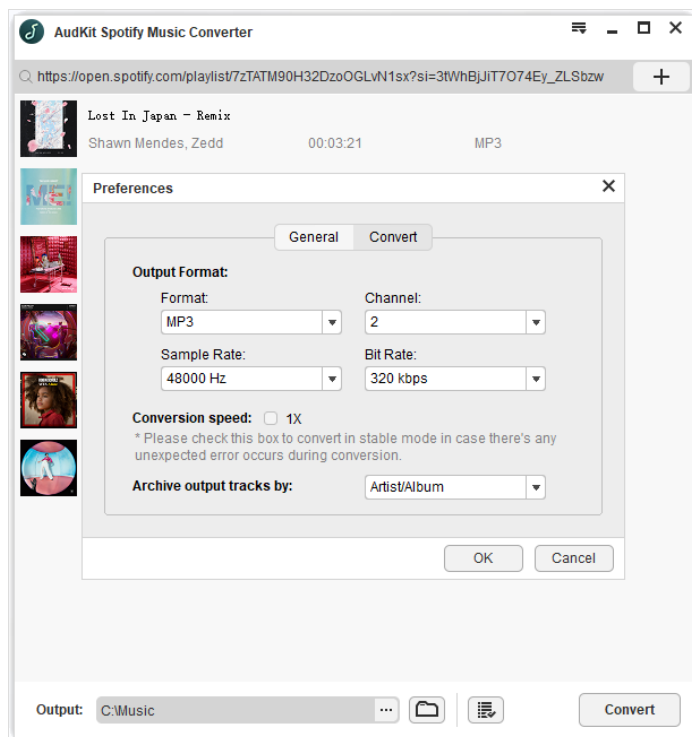 AudKit Spotify Music Converter
https://open.spotify.com/playlist/7zTATM90H32DzoOGLvN1sx?si=3tWhBjJiT7O74Ey_ZLSbzw
Lost In Japan - Remix
Shawn Mendes, Zedd 00:03:21 MP3
ME!
Preferences
General Convert
Output Format:
Format: Channel:
MP3 2
Sample Rate: Bit Rate:
48000 Hz 320 kbps
Conversion speed: 1X
* Please check this box to convert in stable mode in case there's any
unexpected error occurs during conversion.
Archive output tracks by: Artist/Album
OK Cancel
Output: C:\Music ... Convert